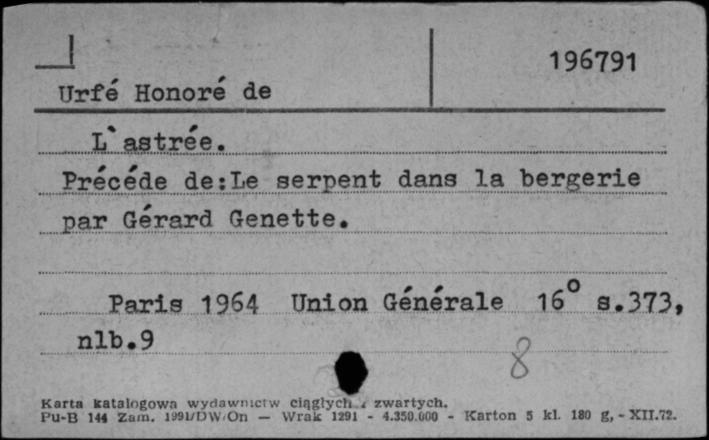 196791
Urfé Honoré de
L`astrée.
Précéde de:Le serpent dans la bergerie
par Gérard Genette.
Paris 1964 Union Générale 16° s.373,
nlb.9
8
Karta katalogowa wydawnictw ciągłych i zwartych.
Pu-B 144 Zam. 1991/DW/On — Wrak 1291 - 4.350.000 - Karton 5 kl. 180 g, - XII.72.